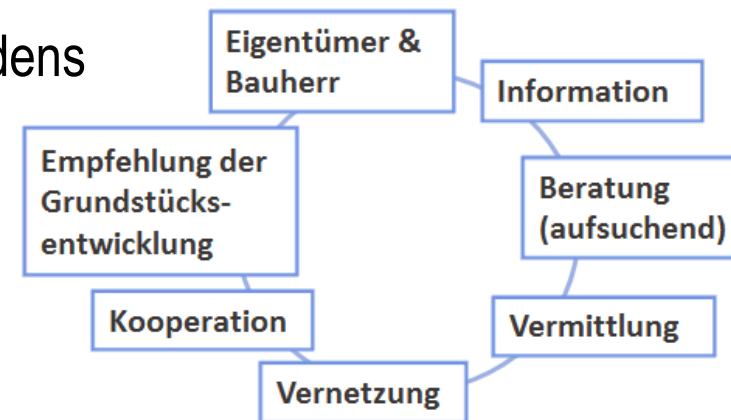 dens
Eigentümer &
Bauherr
Information
Beratung
(aufsuchend)
Vermittlung
Vernetzung
Kooperation
Empfehlung der
Grundstücks-
entwicklung